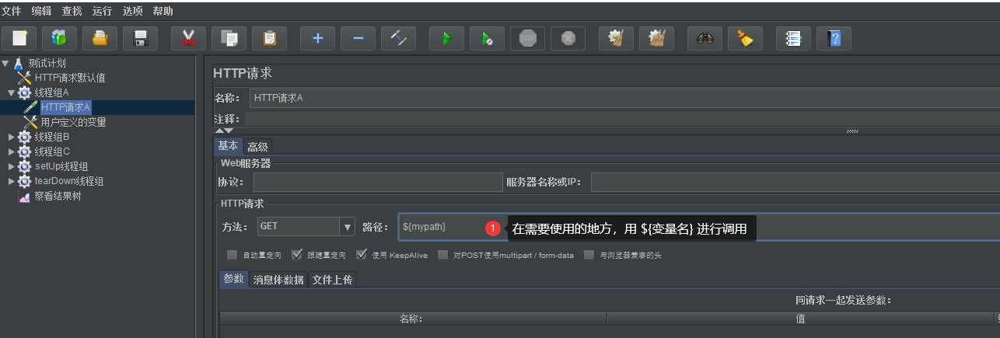 文件 编辑 查找 运行 选项 帮助
STOP
测试计划
HTTP请求默认值
线程组A
HTTP请求A
用户定义的变量
线程组B
线程组C
setUp线程组
tearDown线程组
察看结果树
HTTP请求
名称： HTTP请求A
注释：
基本 高级
Web服务器
协议： 服务器名称或IP：
HTTP请求
方法： GET 路径： ${mypath} 1 在需要使用的地方，用 ${变量名} 进行调用
自动重定向 跟随重定向 使用 KeepAlive 对POST使用multipart / form-data 与浏览器兼容的头
参数 消息体数据 文件上传
同请求一起发送参数：
名称： 值